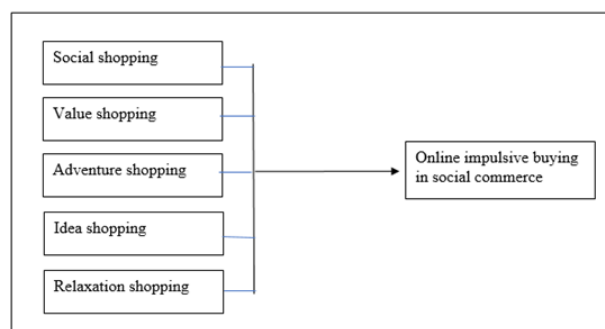 Social shopping
Value shopping
Adventure shopping
Online impulsive buying
in social commerce
Idea shopping
Relaxation shopping